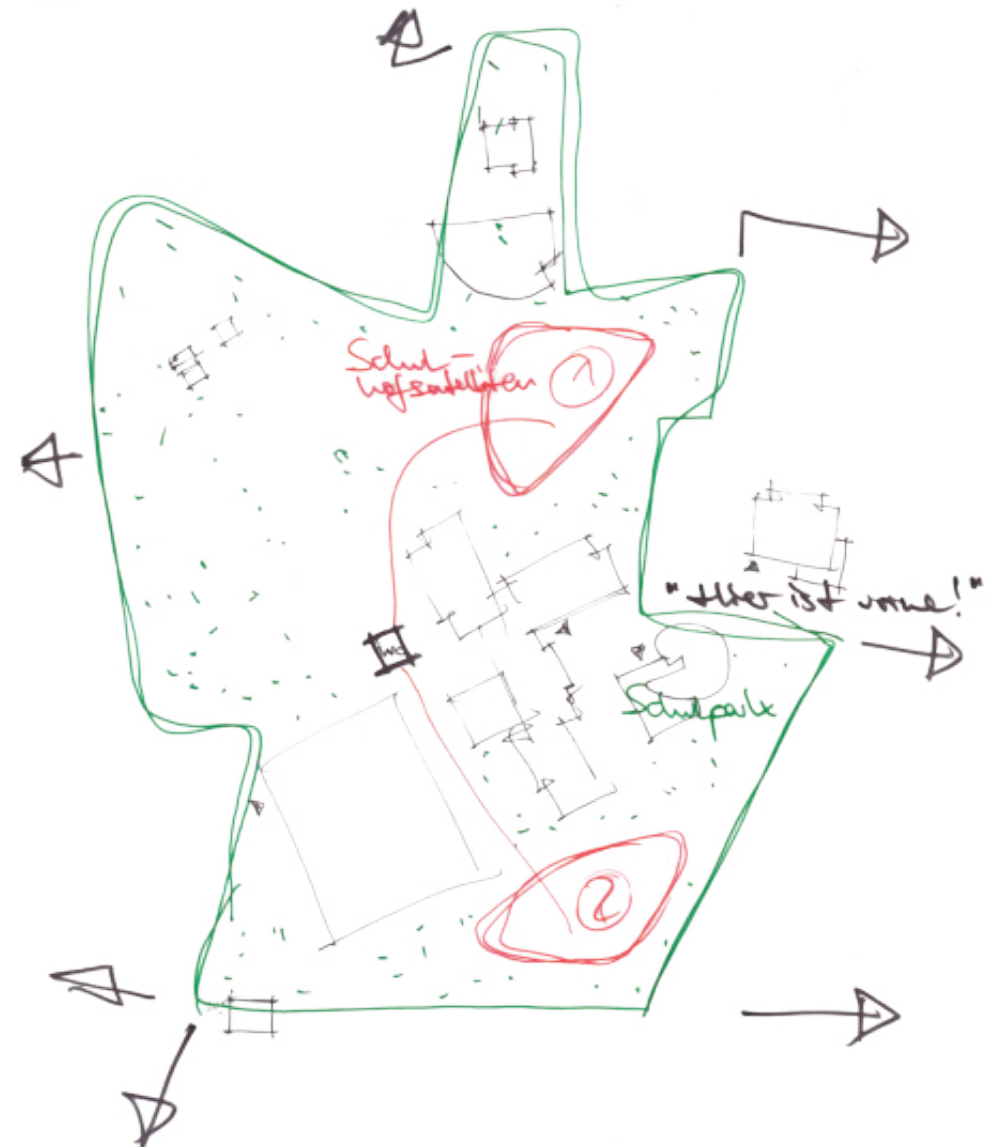 Schul-
hofsatelliten
1
"Hier ist vorne!"
WC
Schulpark
2